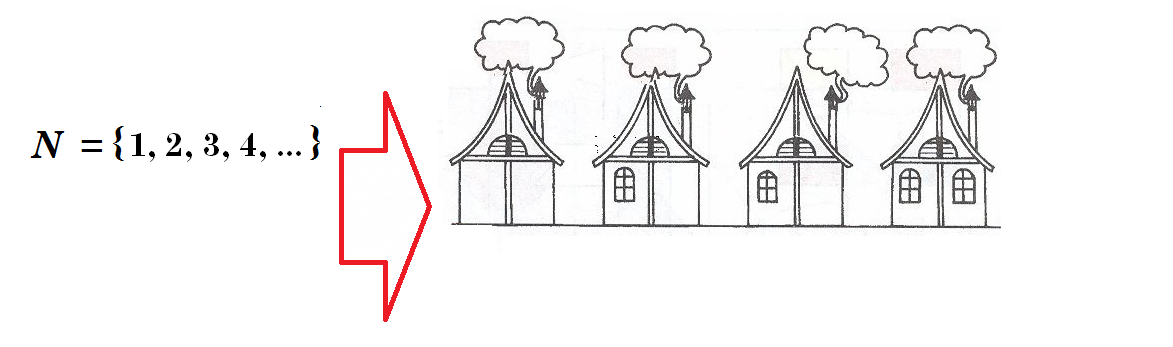 N = {1, 2, 3, 4, ...}